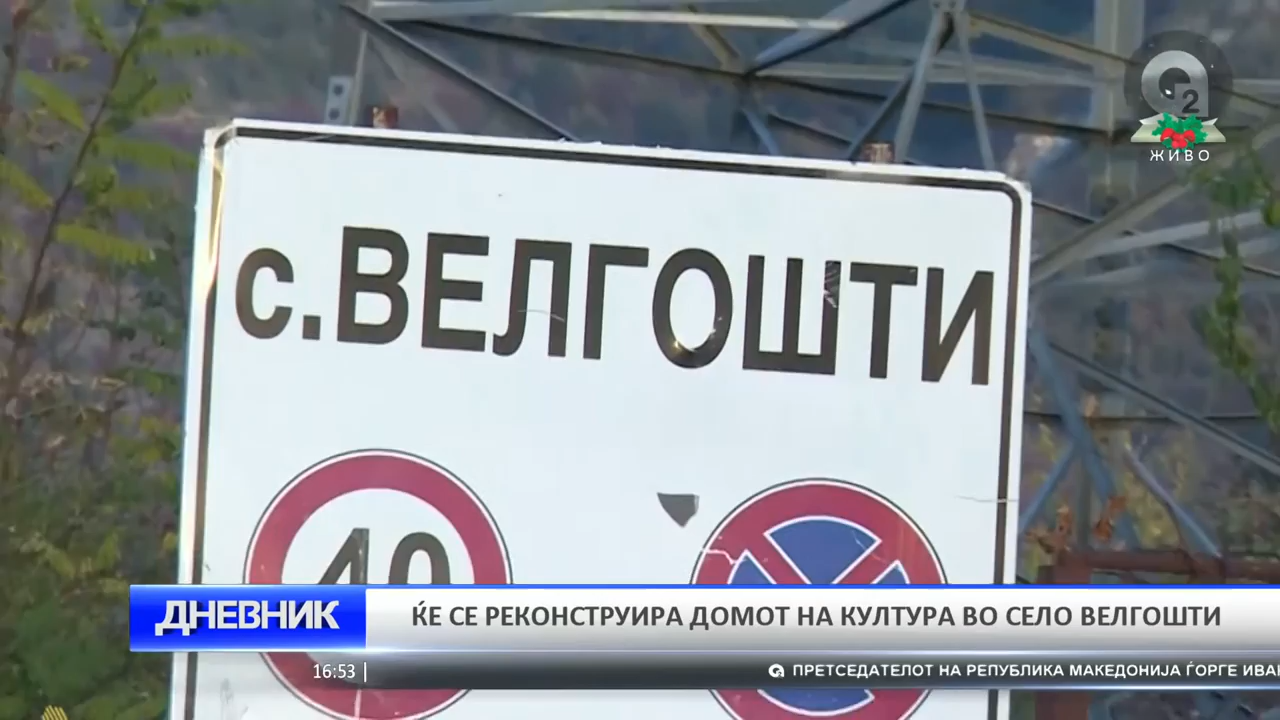 2
ЖИВО
с.ВЕЛГОШТИ
40
ДНЕВНИК
ЌЕ СЕ РЕКОНСТРУИРА ДОМОТ НА КУЛТУРА ВО СЕЛО ВЕЛГОШТИ
16:53
ПРЕТСЕДАТЕЛОТ НА РЕПУБЛИКА МАКЕДОНИЈА ЃОРГЕ ИВАН